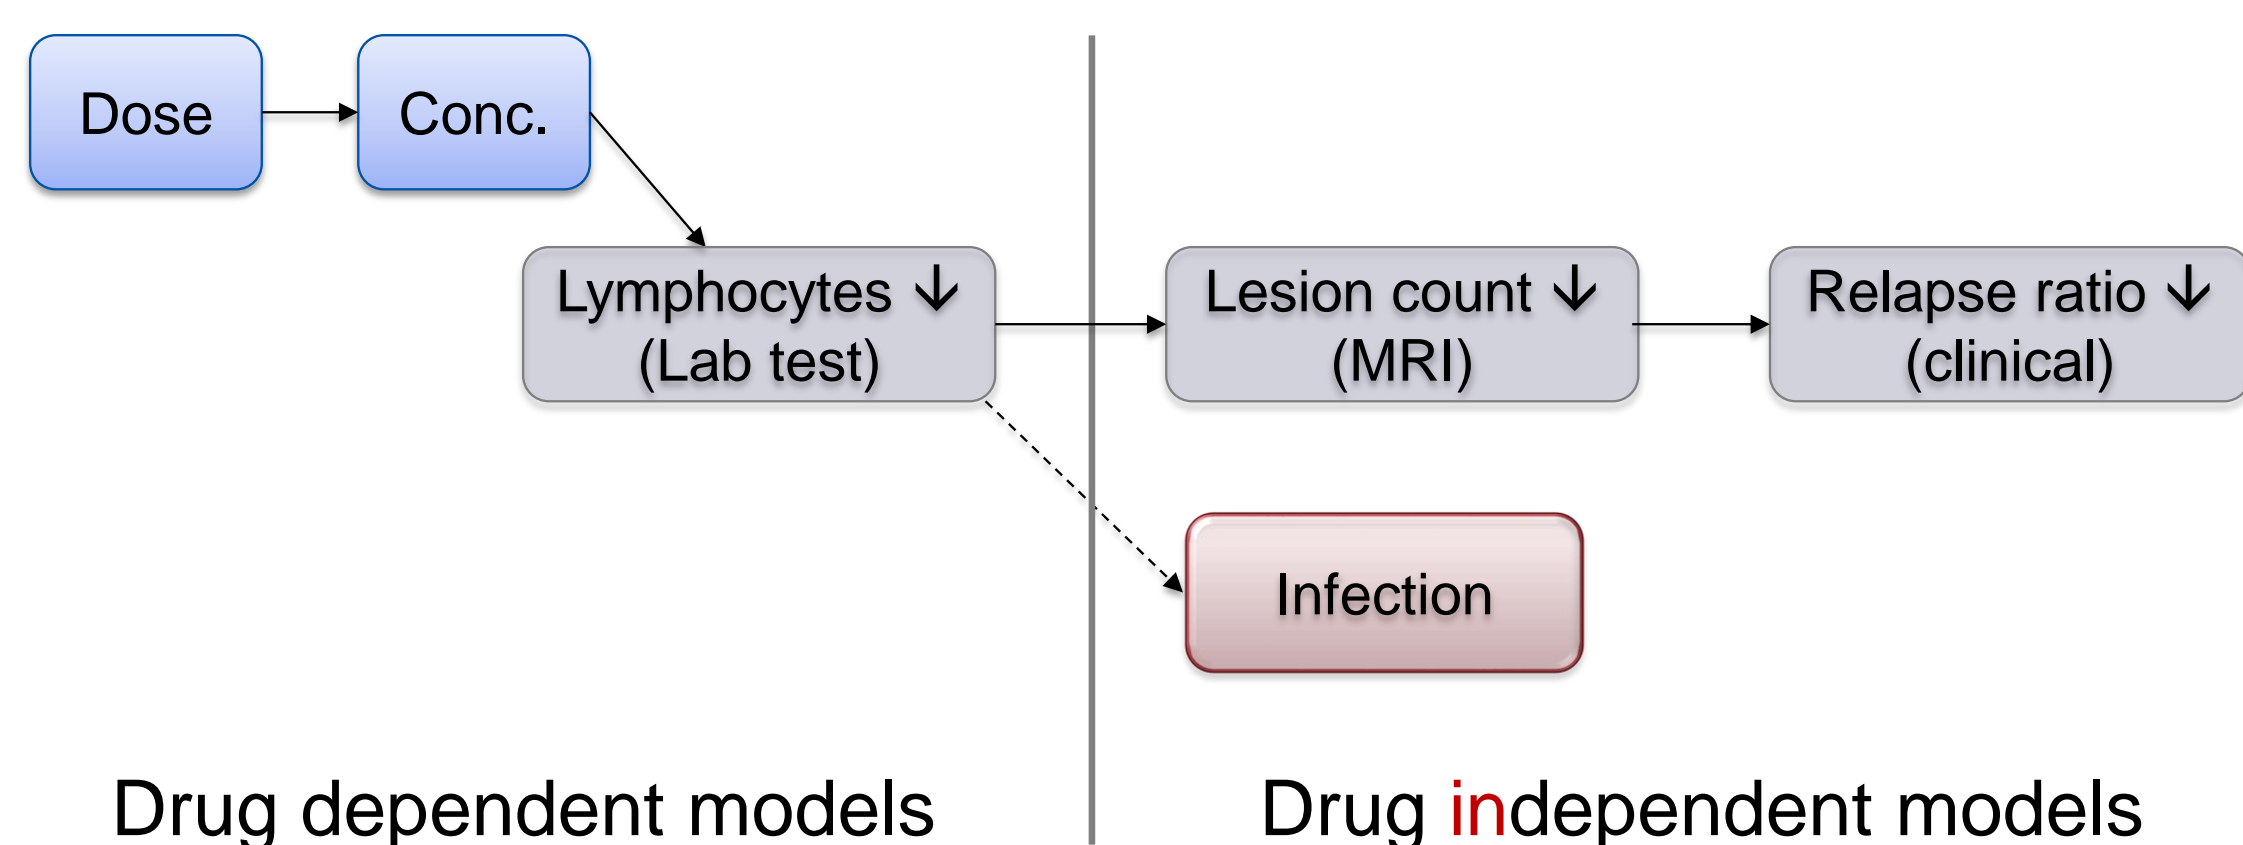 Dose
Conc.
Lymphocytes ↓
(Lab test)
Lesion count ↓
(MRI)
Relapse ratio ↓
(clinical)
Infection
Drug dependent models
Drug independent models